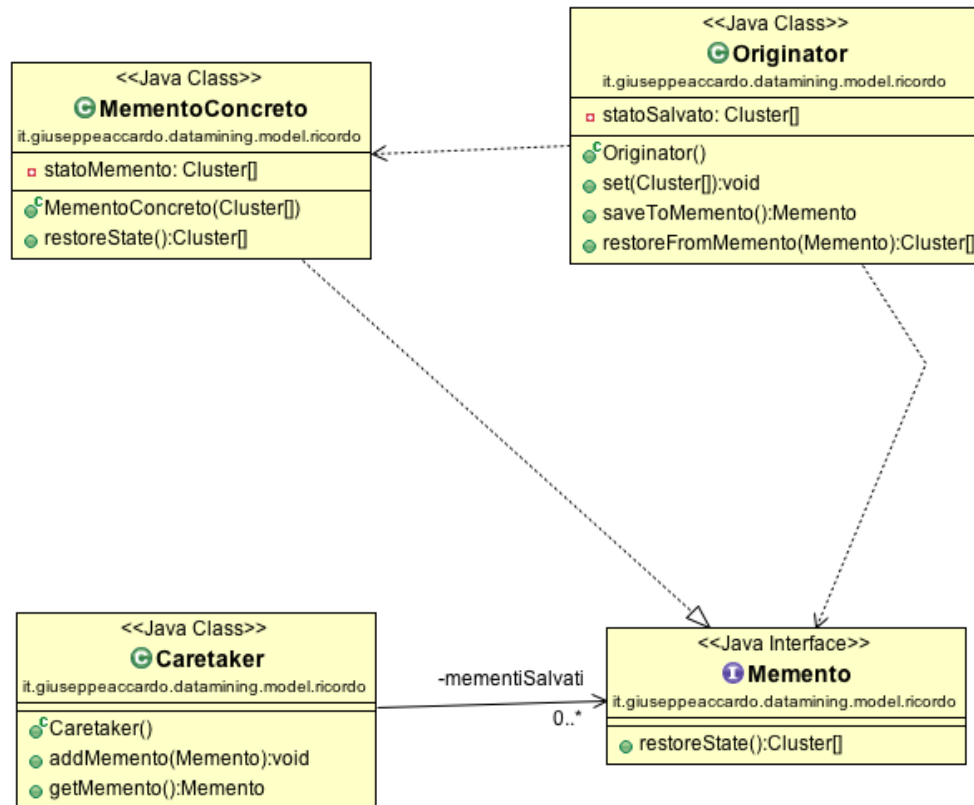 <<Java Class>>
Originator
it.giuseppeaccardo.datamining.model.ricordo
statoSalvato: Cluster[]
Originator()
set(Cluster[]):void
saveToMemento():Memento
restoreFromMemento(Memento):Cluster[]
<<Java Class>>
MementoConcreto
it.giuseppeaccardo.datamining.model.ricordo
statoMemento: Cluster[]
MementoConcreto(Cluster[])
restoreState():Cluster[]
<<Java Class>>
Caretaker
it.giuseppeaccardo.datamining.model.ricordo
Caretaker()
addMemento(Memento):void
getMemento():Memento
-mementiSalvati
0..*
<<Java Interface>>
Memento
it.giuseppeaccardo.datamining.model.ricordo
restoreState():Cluster[]